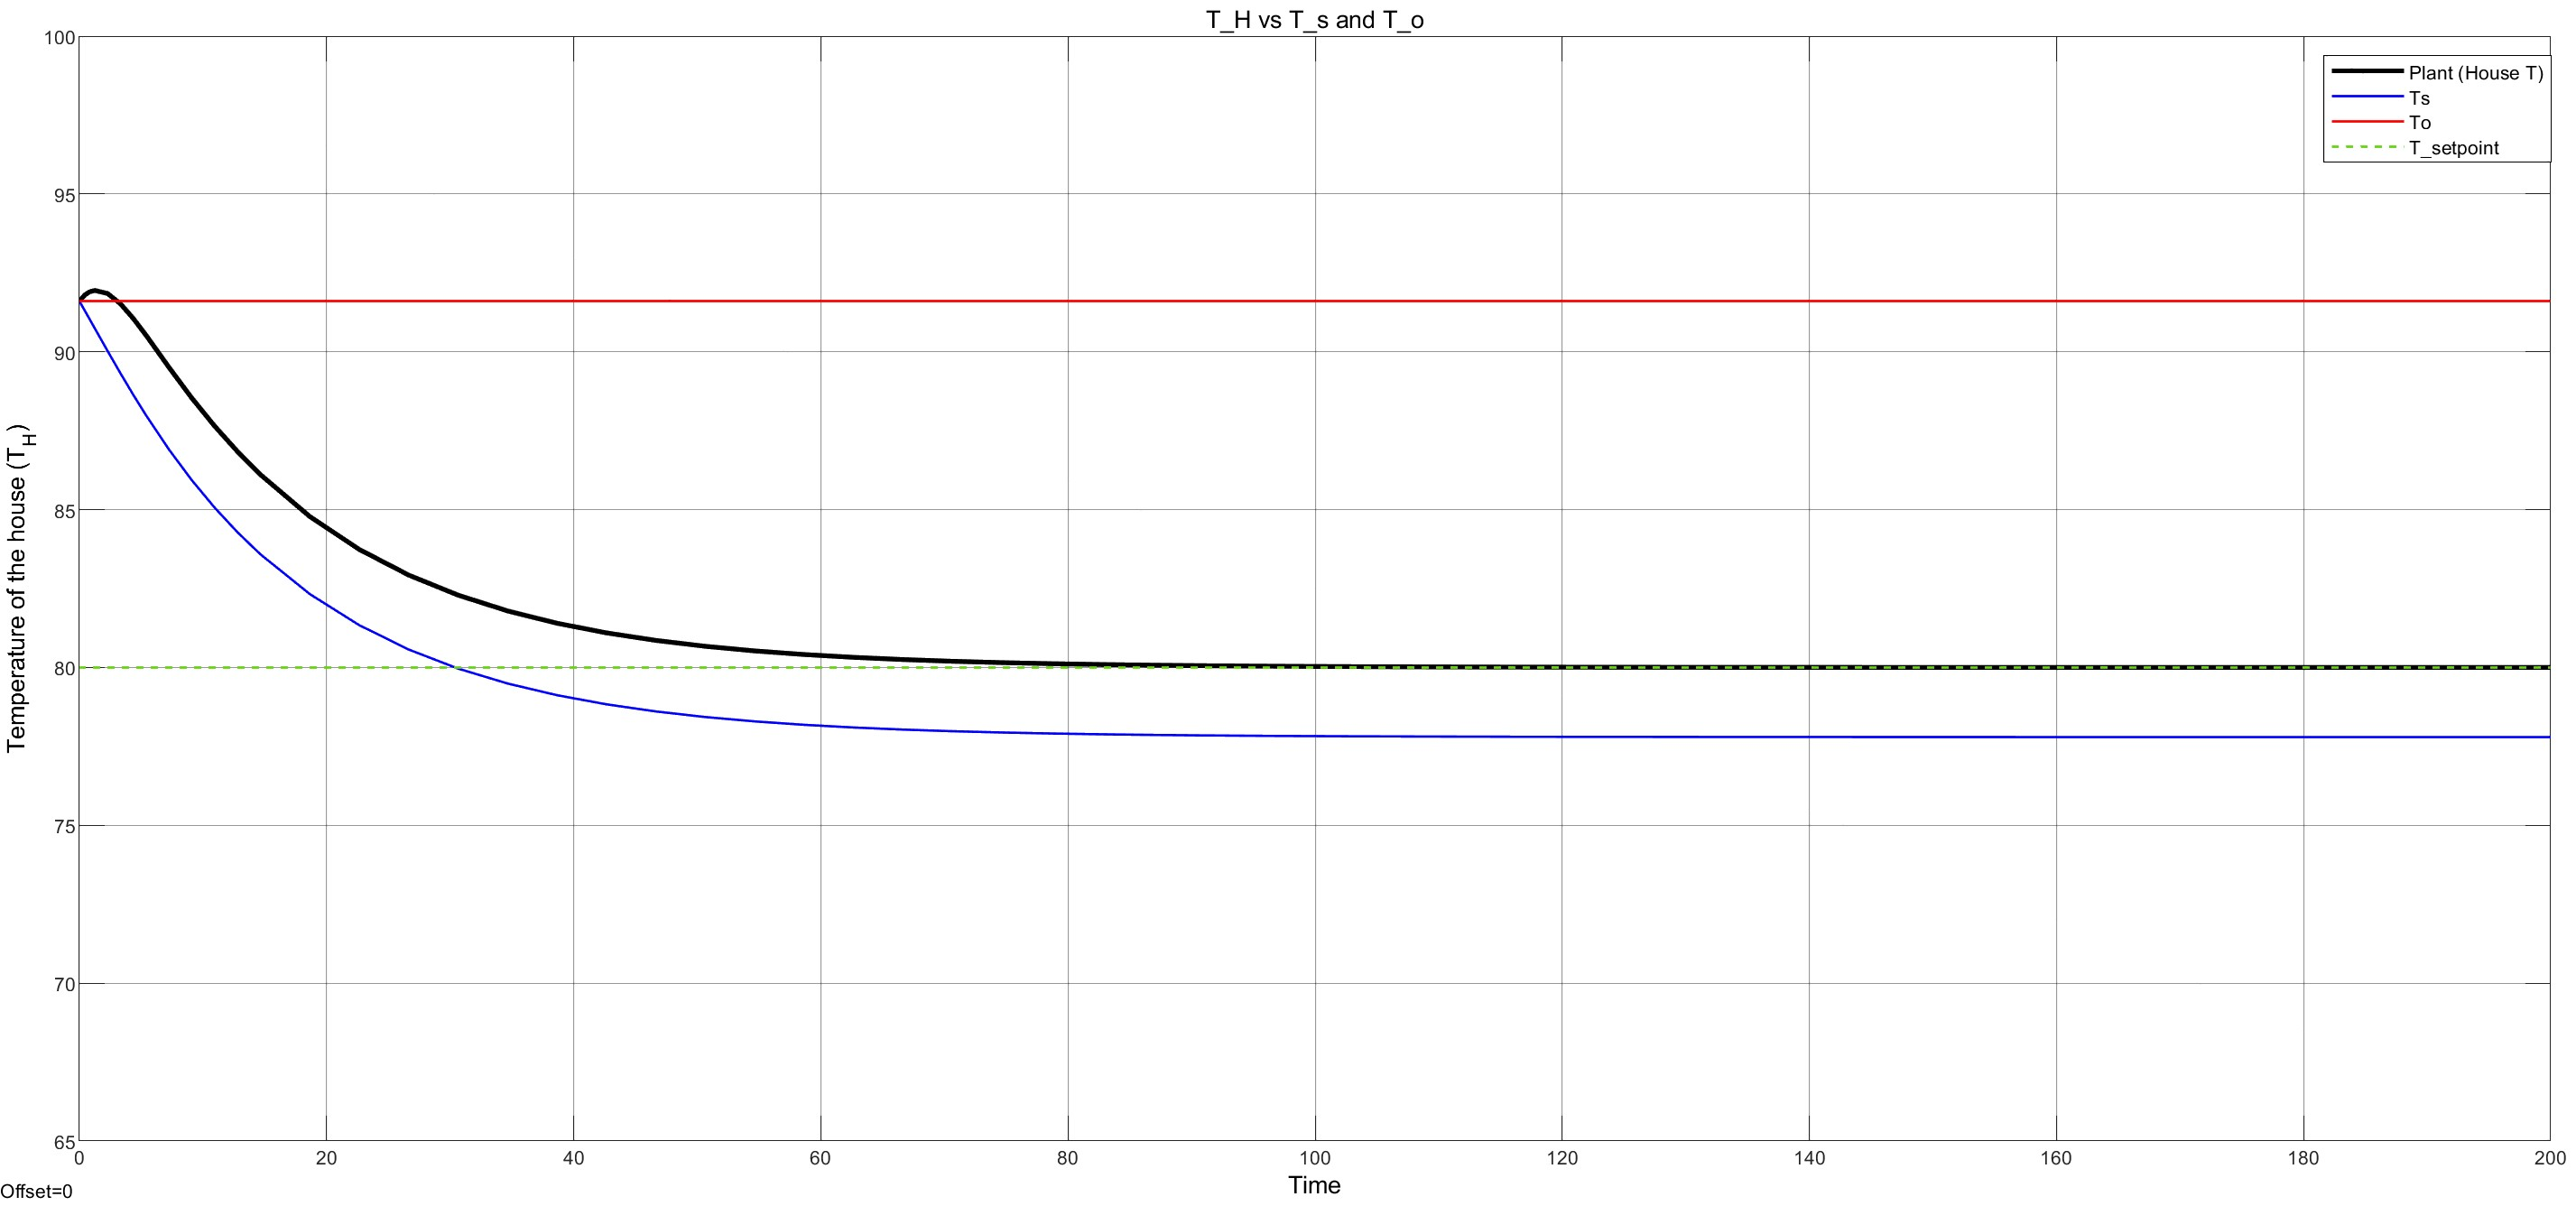 T_H vs T_s and T_o
100
95
90
85
80
75
70
65
Temperature of the house (T_H)
Plant (House T)
Ts
To
T_setpoint
0 20 40 60 80 100 120 140 160 180 200
Time
Offset=0